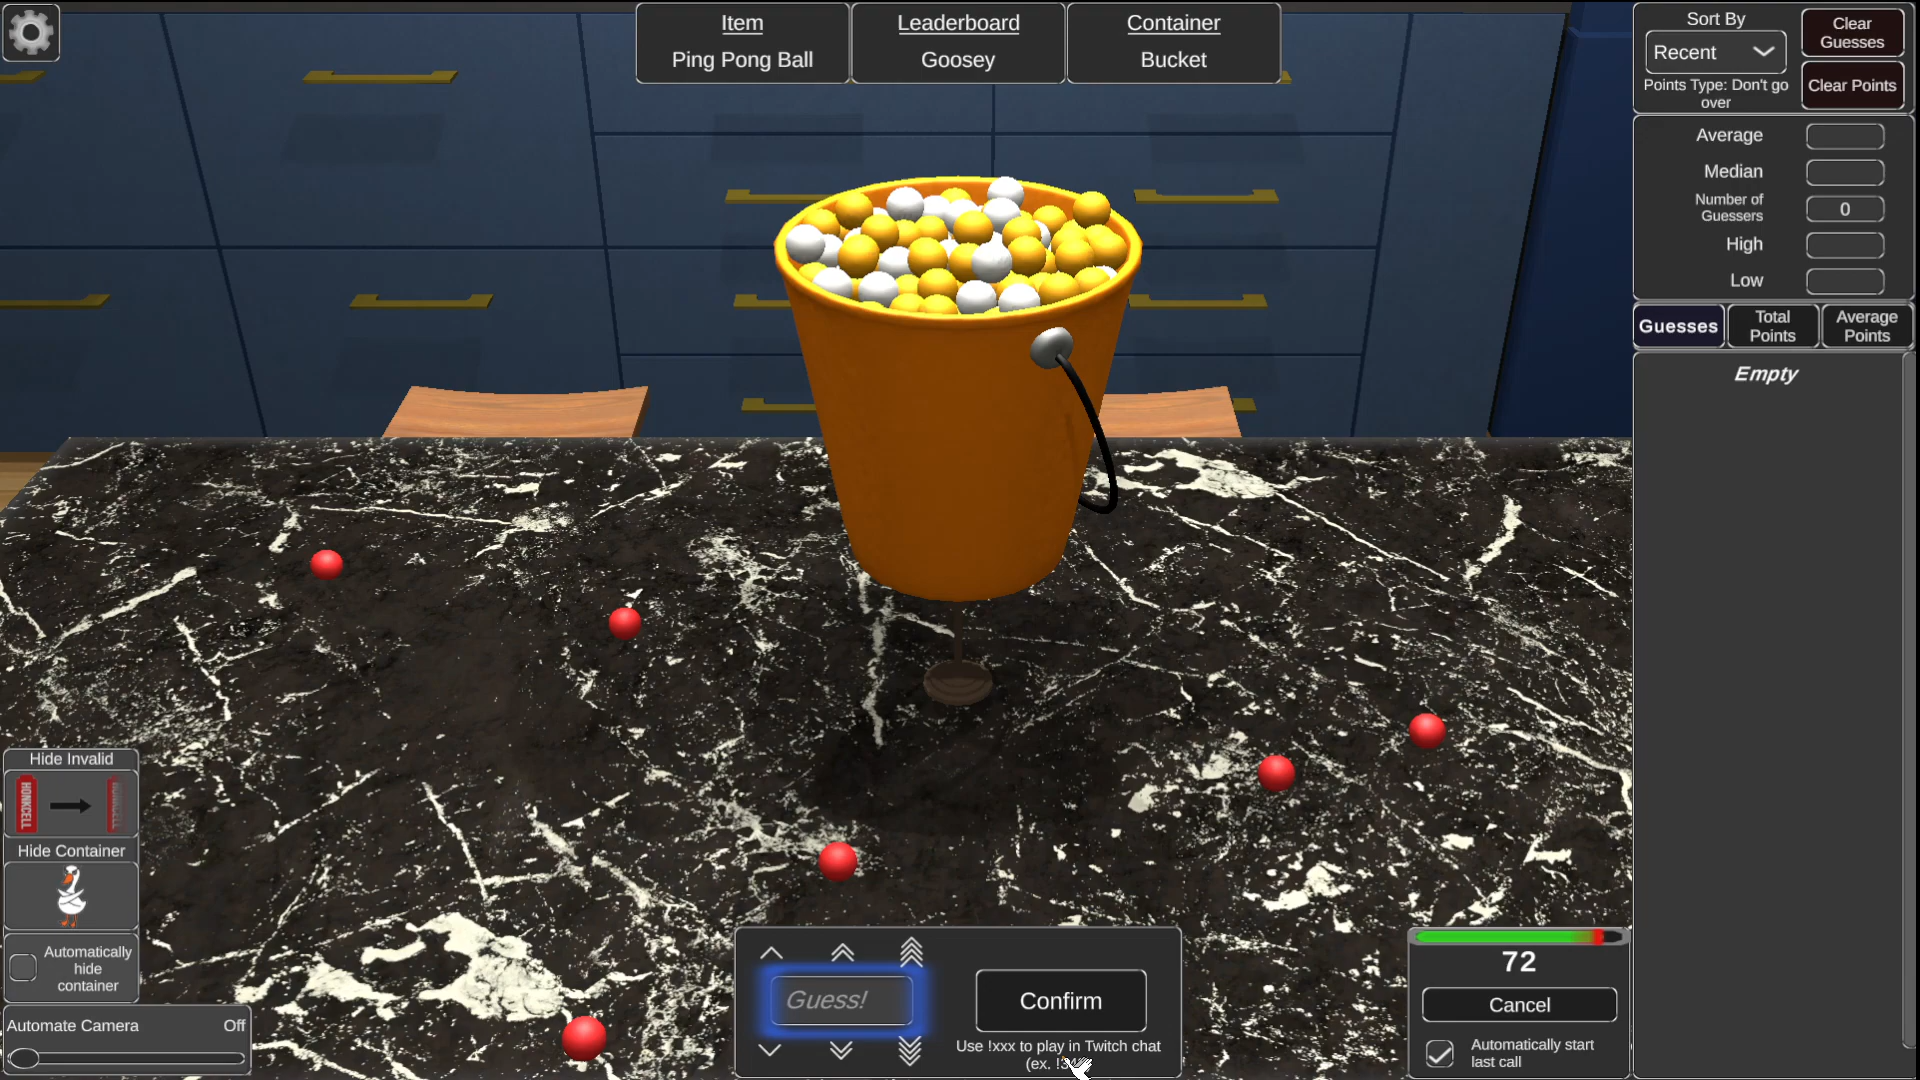 Item
Ping Pong Ball
Leaderboard
Goosey
Container
Bucket
Sort By
Recent
Points Type: Don't go
over
Clear
Guesses
Clear Points
Average
Median
Number of
Guessers
0
High
Low
Guesses
Total
Points
Average
Points
Empty
Hide Invalid
HONKCELL
Hide Container
Automatically
hide
container
Automate Camera
Off
Guess!
Confirm
Use !xxx to play in Twitch chat
(ex.
72
Cancel
Automatically start
last call